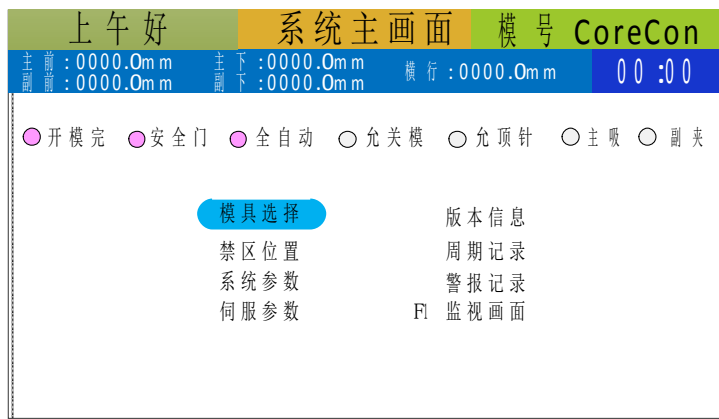 上午好 系统主画面 模号 CoreCon
主前:0000.0mm 主下:0000.0mm 横行:0000.0mm 00:00
副前:0000.0mm 副下:0000.0mm
开模完 安全门 全自动 允关模 允顶针 主吸 副夹
模具选择 版本信息
禁区位置 周期记录
系统参数 警报记录
伺服参数 F1 监视画面